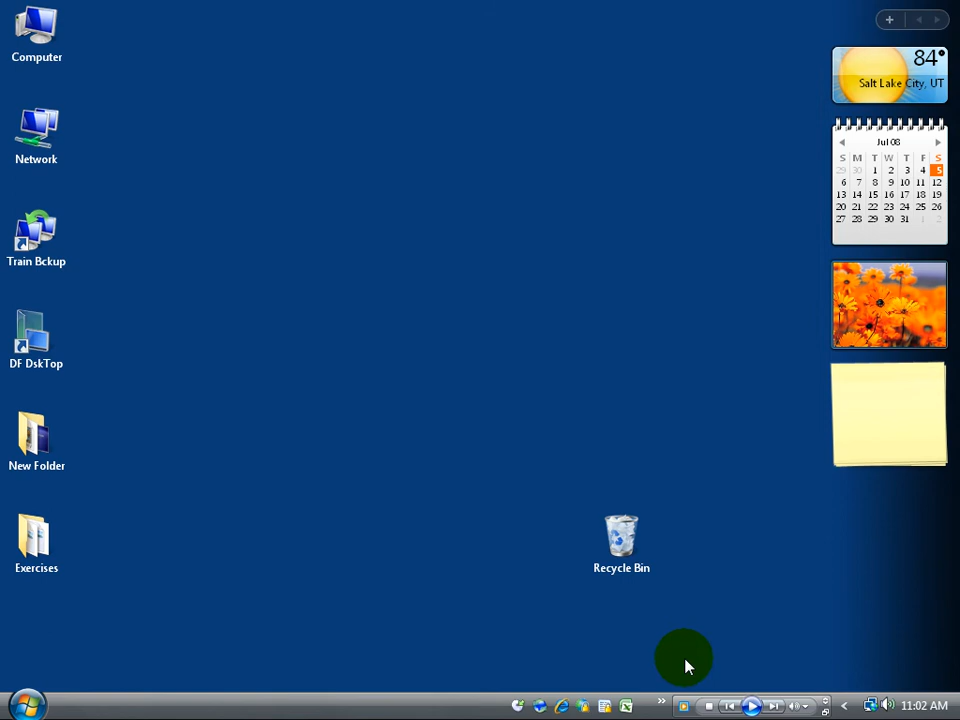 Computer
Network
Train Bckup
DF DskTop
New Folder
Exercises
Recycle Bin
84°
Salt Lake City, UT
Jul 08
S M T W T F S
29 30 1 2 3 4 5
6 7 8 9 10 11 12
13 14 15 16 17 18 19
20 21 22 23 24 25 26
27 28 29 30 31 1 2
11:02 AM